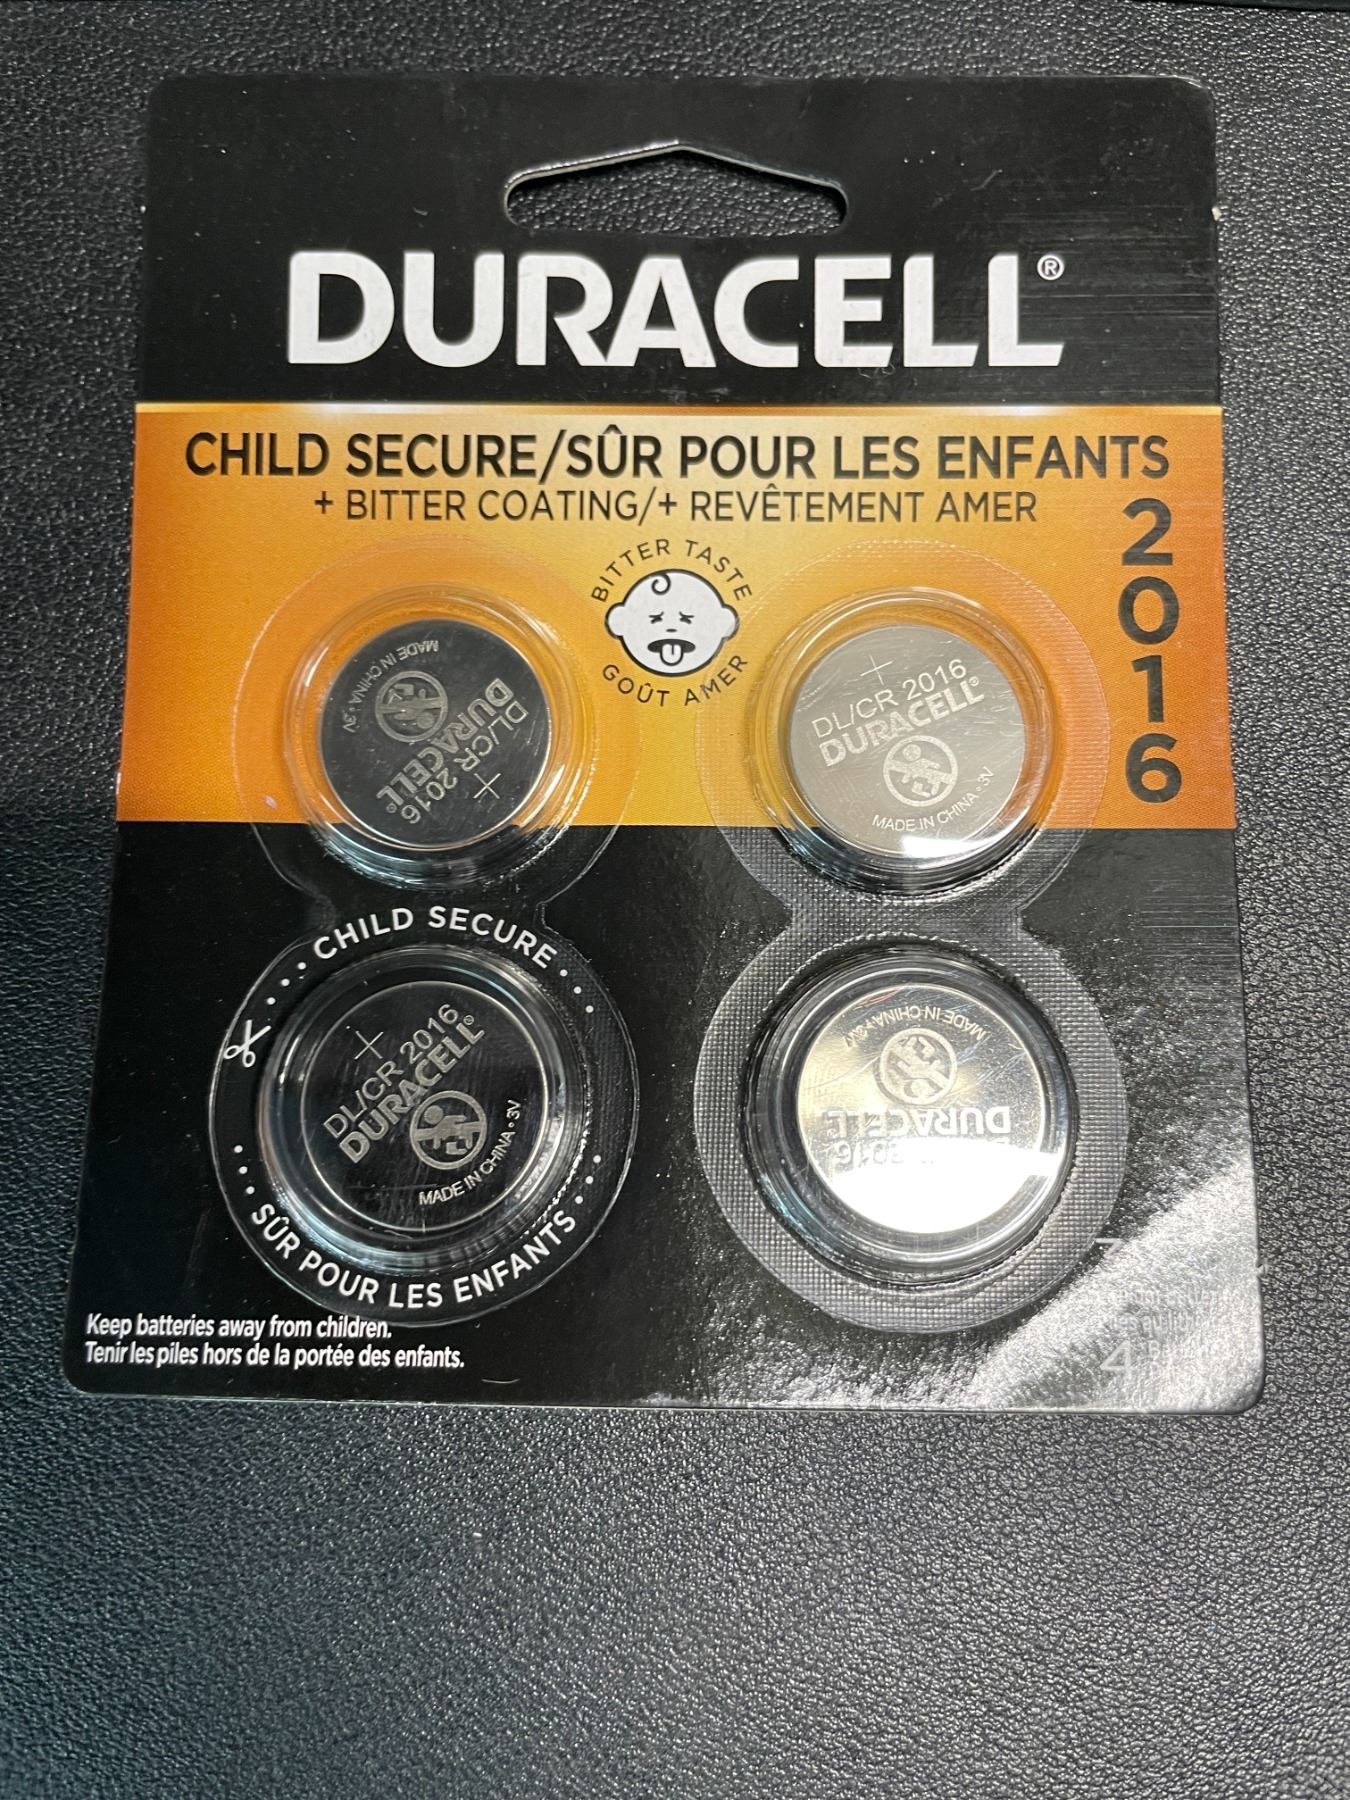 DURACELL®
CHILD SECURE/SÛR POUR LES ENFANTS
+ BITTER COATING/+ REVÊTEMENT AMER
2016
BITTER TASTE
GOÛT AMER
+
DL/CR 2016
DURACELL®
MADE IN CHINA • 3V
+
DL/CR 2016
DURACELL®
MADE IN CHINA • 3V
CHILD SECURE
+
DL/CR 2016
DURACELL®
MADE IN CHINA • 3V
SÛR POUR LES ENFANTS
2016
DURACELL
MADE IN CHINA • 3V
Keep batteries away from children.
Tenir les piles hors de la portée des enfants.
4